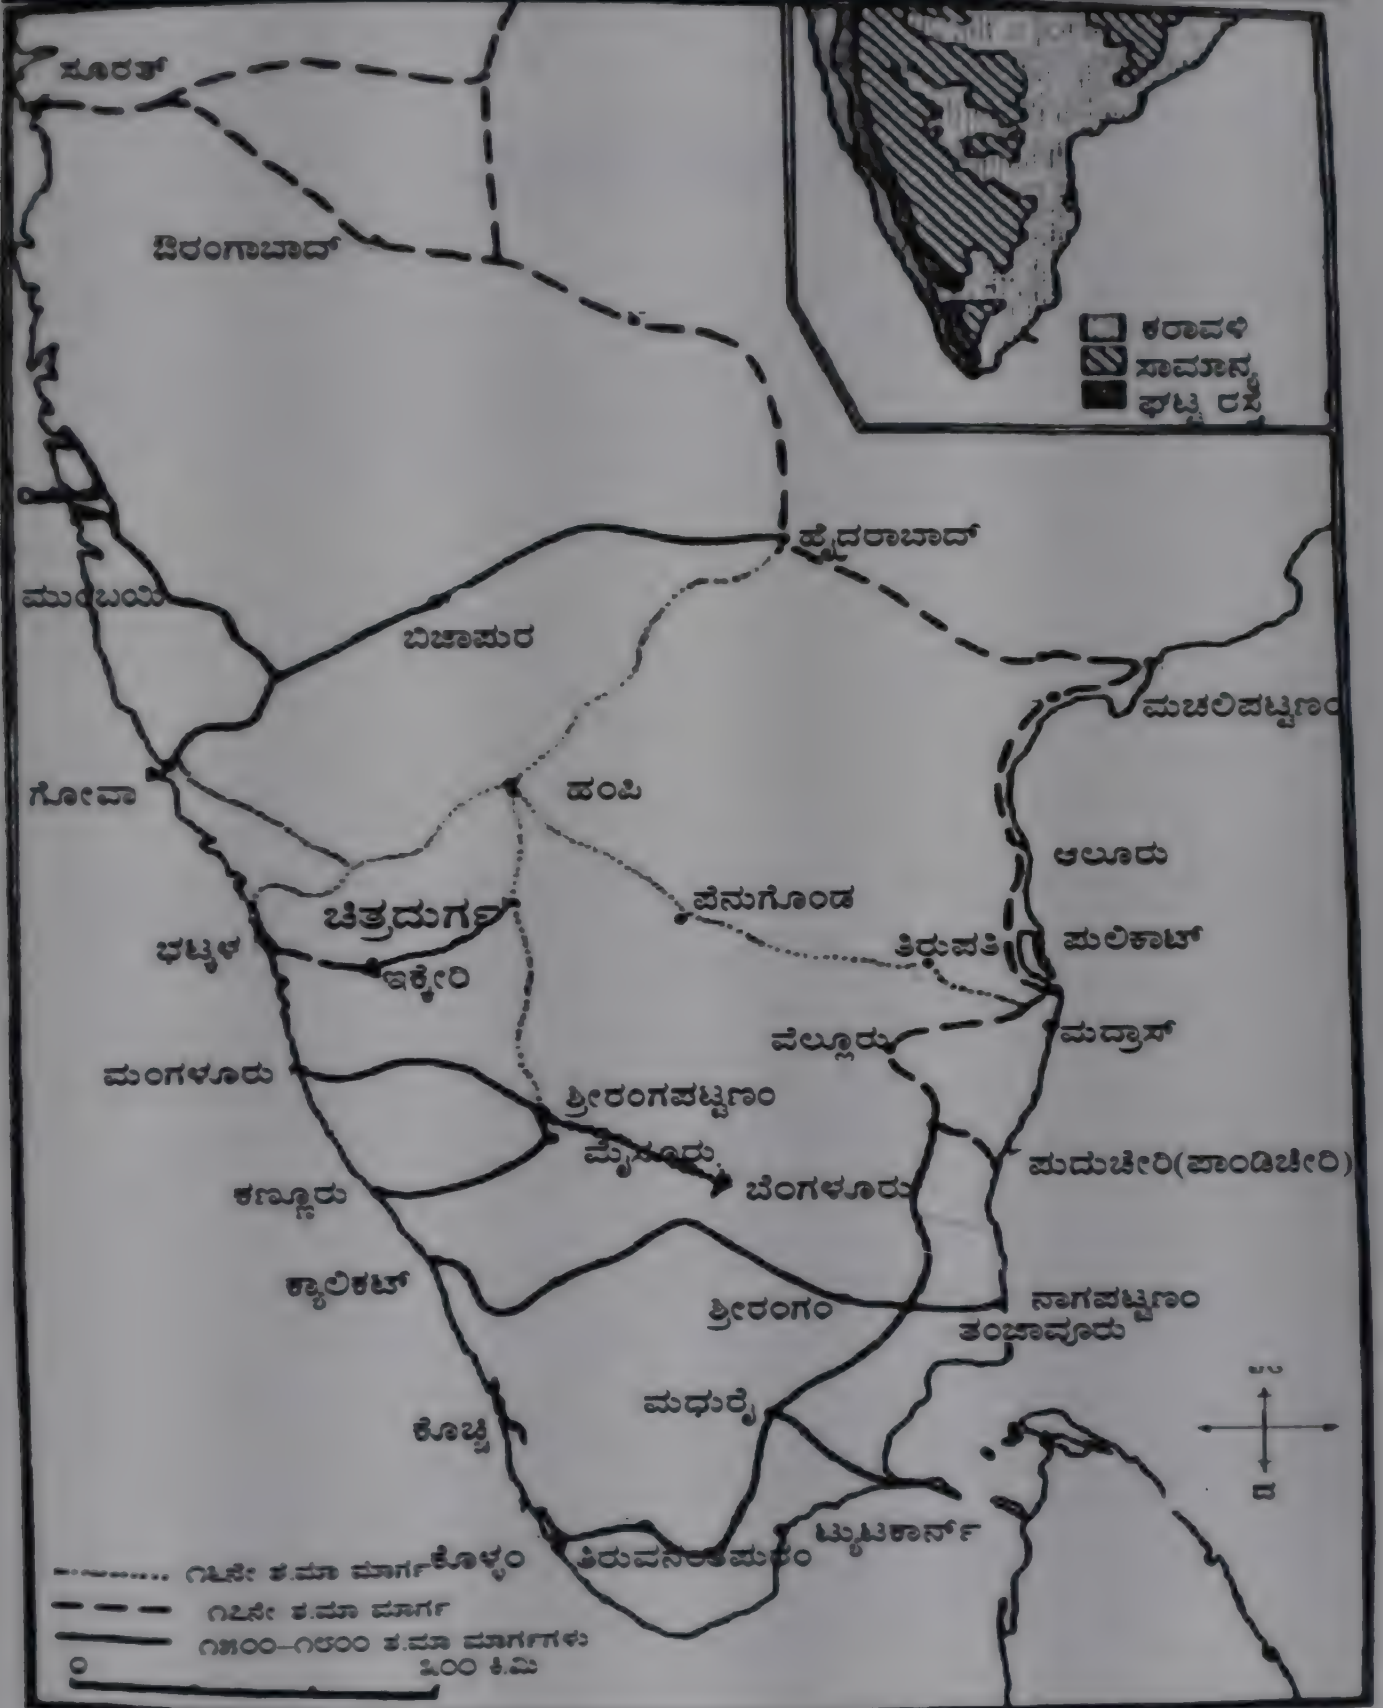 ಸೂರತ್
ಔರಂಗಾಬಾದ್
ಕರಾವಳಿ
ಸಾಮಾನ್ಯ
ಘಟ್ಟ ರಸ್ತೆ
ಹೈದರಾಬಾದ್
ಮುಂಬಯಿ
ಬಿಜಾಪುರ
ಮಚಲಿಪಟ್ಟಣಂ
ಗೋವಾ
ಹಂಪಿ
ಆಲೂರು
ಪೆನುಗೊಂಡ
ಚಿತ್ರದುರ್ಗ
ತಿರುಪತಿ
ಪುಲಿಕಾಟ್
ಭಟ್ಕಳ
ಇಕ್ಕೇರಿ
ವೆಲ್ಲೂರು
ಮದ್ರಾಸ್
ಮಂಗಳೂರು
ಶ್ರೀರಂಗಪಟ್ಟಣಂ
ಮೈಸೂರು
ಪುದುಚೇರಿ(ಪಾಂಡಿಚೇರಿ)
ಕಣ್ಣೂರು
ಬೆಂಗಳೂರು
ಕ್ಯಾಲಿಕಟ್
ಶ್ರೀರಂಗಂ
ನಾಗಪಟ್ಟಣಂ
ತಂಜಾವೂರು
ಮಧುರೈ
ಕೊಚ್ಚಿ
ದ
ಟ್ಯುಟಿಕಾರ್ನ್
ಕೊಳ್ಳಂ
ತಿರುವನಂತಪುರಂ
೧೬ನೇ ಶ.ಮಾ ಮಾರ್ಗ
೧೭ನೇ ಶ.ಮಾ ಮಾರ್ಗ
೧೫೦೦–೧೮೦೦ ಶ.ಮಾ ಮಾರ್ಗಗಳು
೦ ೩೦೦ ಕಿ.ಮಿ